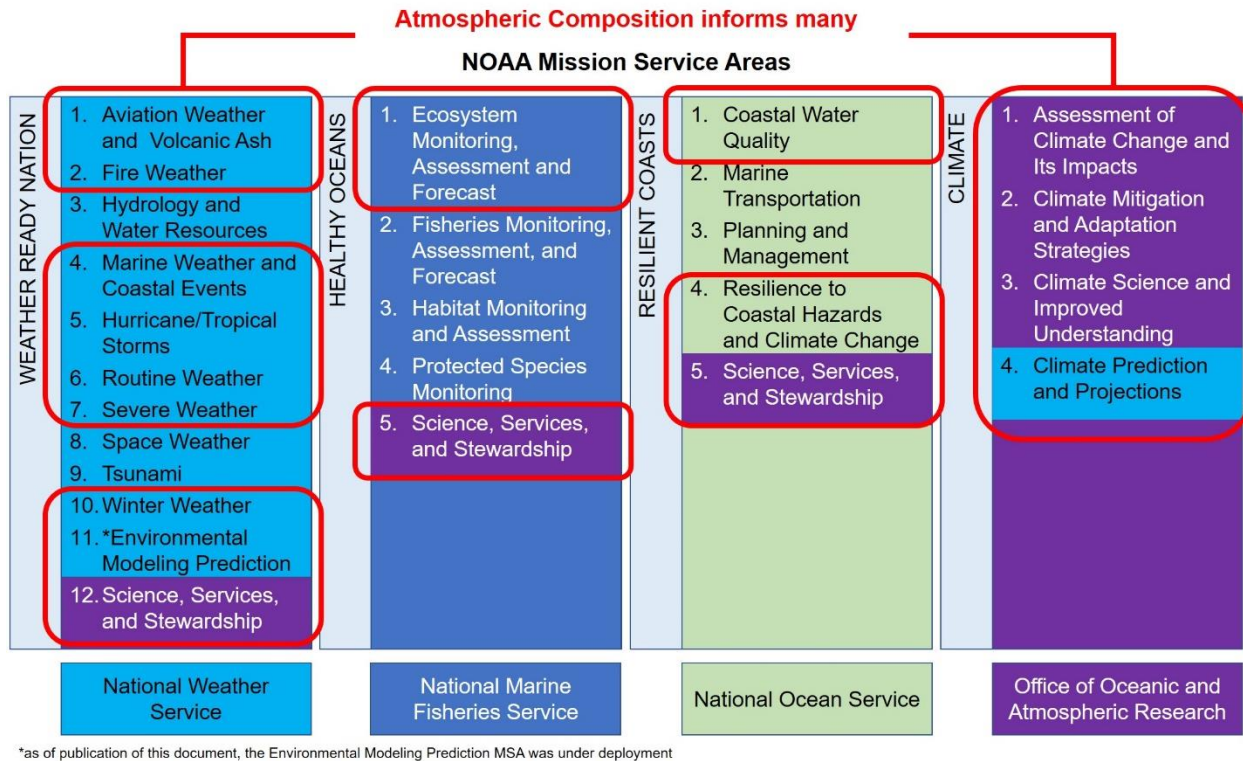 Atmospheric Composition informs many
NOAA Mission Service Areas
WEATHER READY NATION
1. Aviation Weather
and Volcanic Ash
2. Fire Weather
3. Hydrology and
Water Resources
4. Marine Weather and
Coastal Events
5. Hurricane/Tropical
Storms
6. Routine Weather
7. Severe Weather
8. Space Weather
9. Tsunami
10. Winter Weather
11. *Environmental
Modeling Prediction
12. Science, Services,
and Stewardship
National Weather
Service
HEALTHY OCEANS
1. Ecosystem
Monitoring,
Assessment and
Forecast
2. Fisheries Monitoring,
Assessment, and
Forecast
3. Habitat Monitoring
and Assessment
4. Protected Species
Monitoring
5. Science, Services,
and Stewardship
National Marine
Fisheries Service
RESILIENT COASTS
1. Coastal Water
Quality
2. Marine
Transportation
3. Planning and
Management
4. Resilience to
Coastal Hazards
and Climate Change
5. Science, Services,
and Stewardship
National Ocean Service
CLIMATE
1. Assessment of
Climate Change and
Its Impacts
2. Climate Mitigation
and Adaptation
Strategies
3. Climate Science and
Improved
Understanding
4. Climate Prediction
and Projections
Office of Oceanic and
Atmospheric Research
*as of publication of this document, the Environmental Modeling Prediction MSA was under deployment